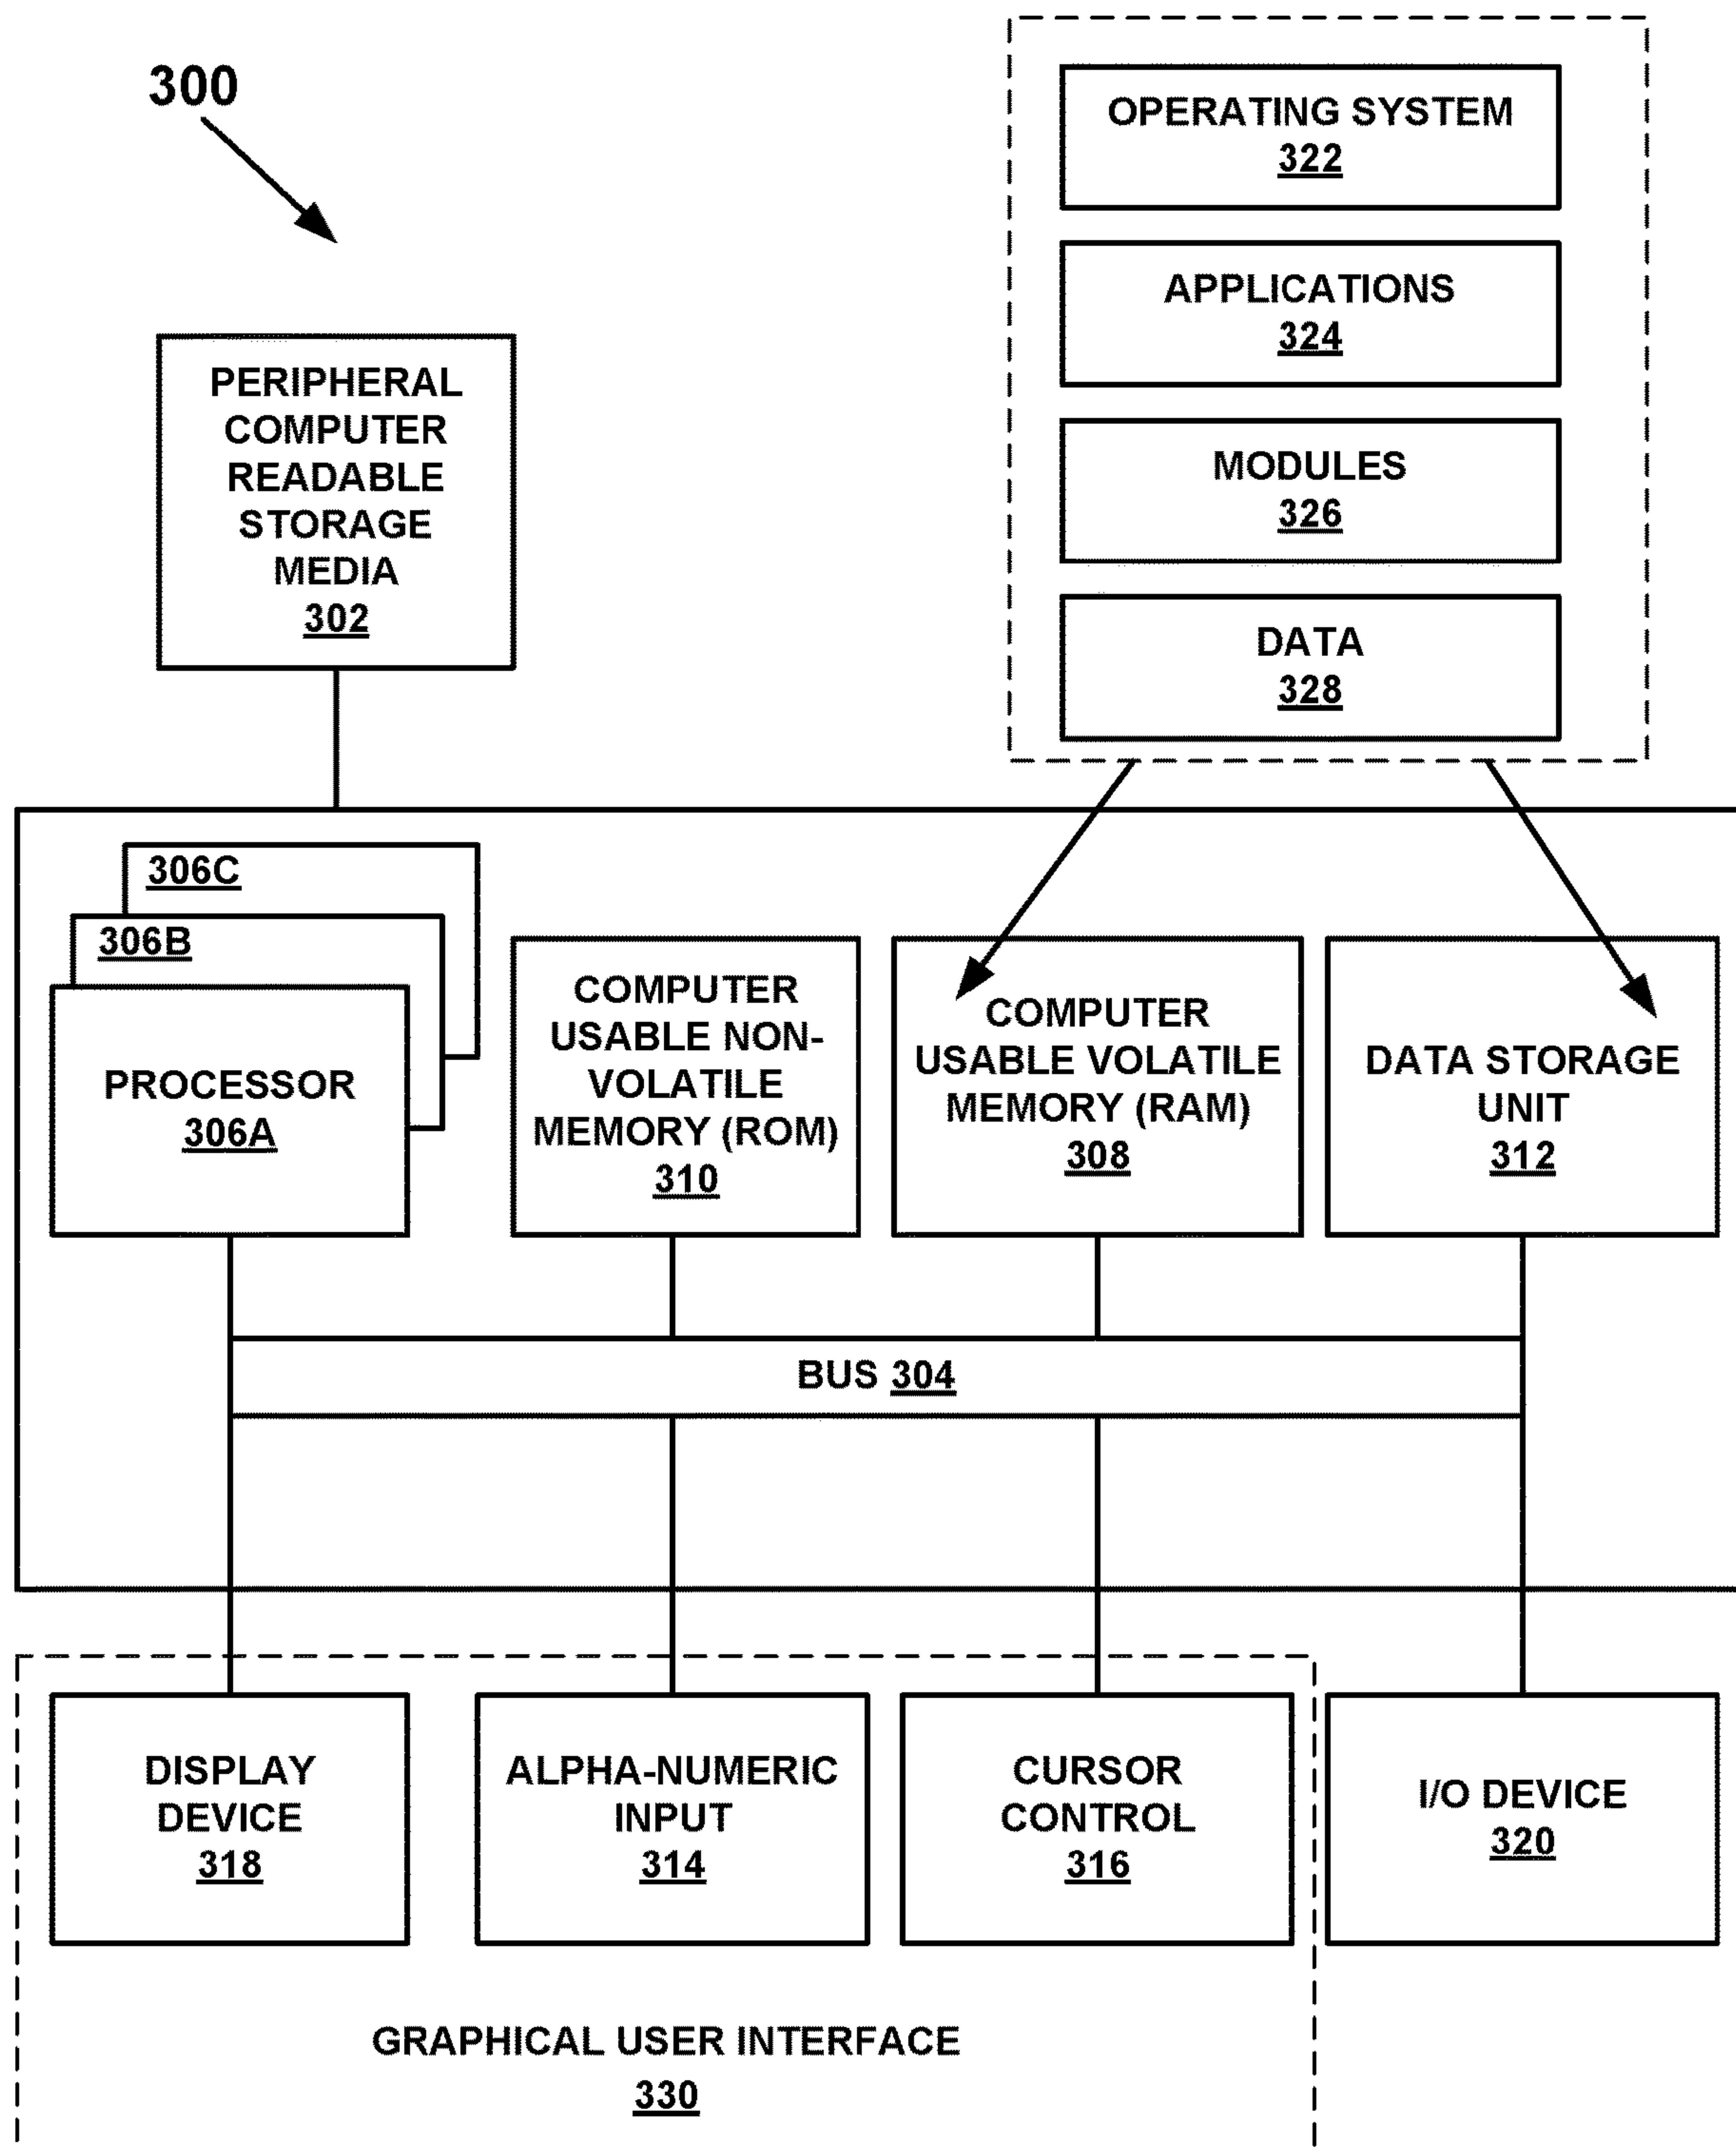 300
OPERATING SYSTEM
322
APPLICATIONS
324
MODULES
326
DATA
328
PERIPHERAL
COMPUTER
READABLE
STORAGE
MEDIA
302
306C
306B
PROCESSOR
306A
COMPUTER
USABLE NON-
VOLATILE
MEMORY (ROM)
310
COMPUTER
USABLE VOLATILE
MEMORY (RAM)
308
DATA STORAGE
UNIT
312
BUS 304
DISPLAY
DEVICE
318
ALPHA-NUMERIC
INPUT
314
CURSOR
CONTROL
316
I/O DEVICE
320
GRAPHICAL USER INTERFACE
330